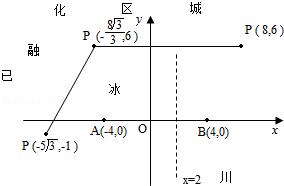 化 区 城
融
已
冰
川
P(-8√3/3,6)
y
P(8,6)
A(-4,0)
O
B(4,0)
x
P(-5√3,-1)
x=2